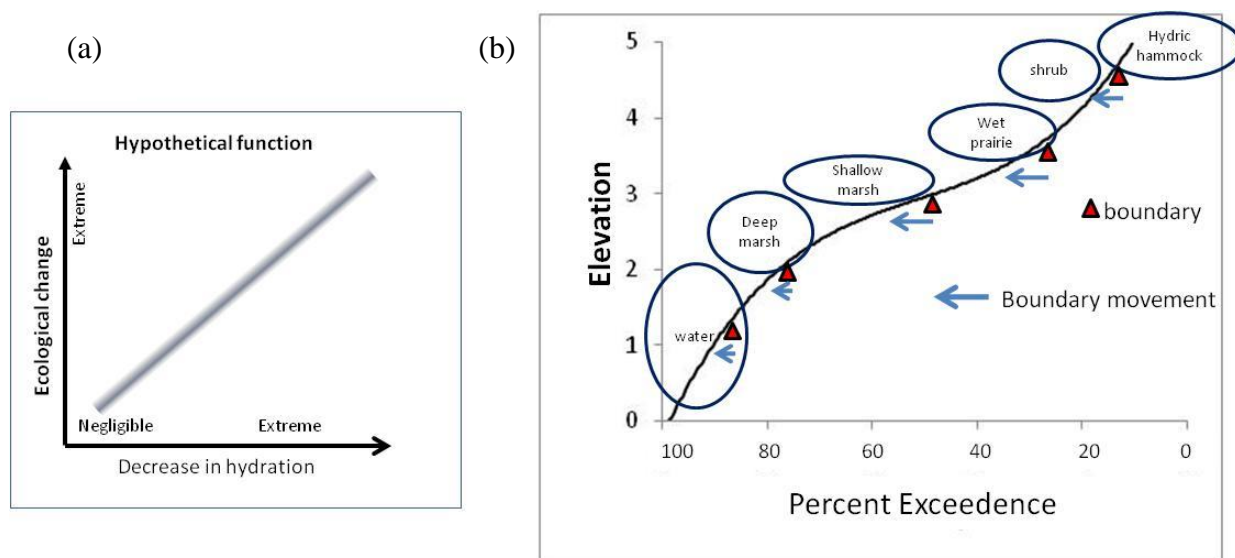 (a)
Hypothetical function
Ecological change
Extreme
Negligible
Extreme
Decrease in hydration
(b)
Elevation
5
4
3
2
1
0
100
80
60
40
20
0
Percent Exceedence
Hydric
hammock
shrub
Wet
prairie
Shallow
marsh
Deep
marsh
water
boundary
Boundary movement